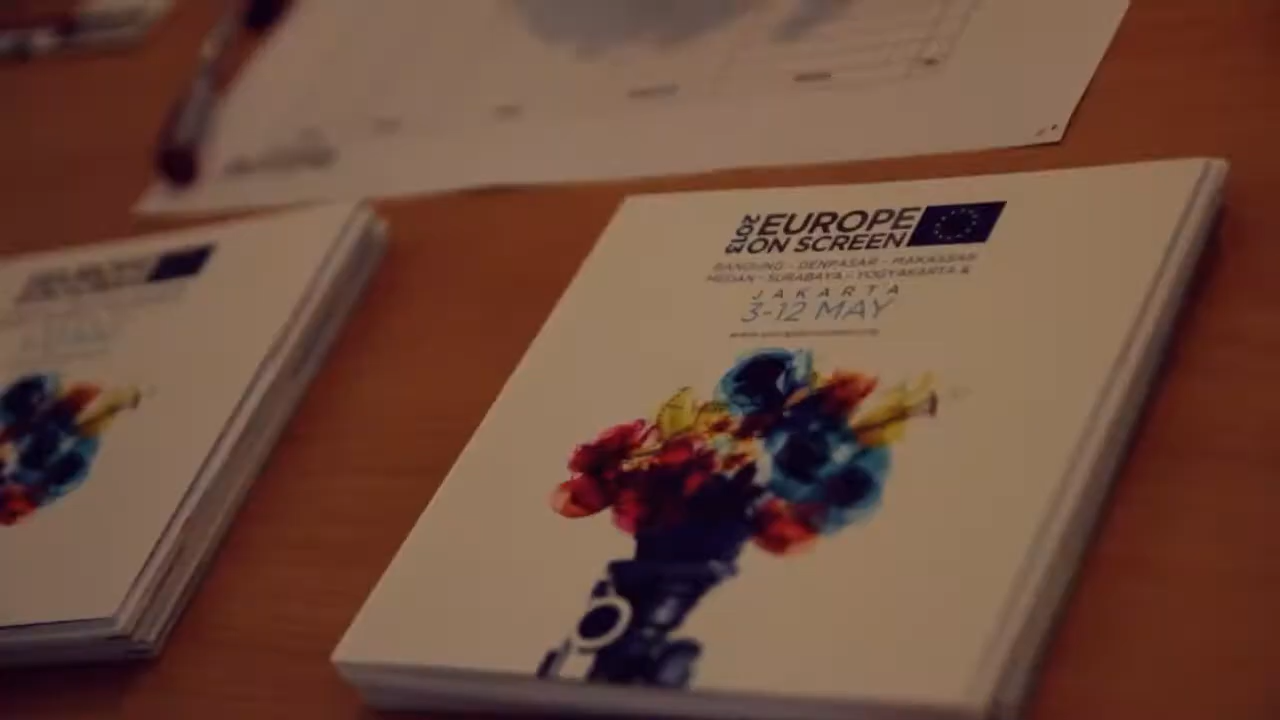 2013 EUROPE
ON SCREEN
BANDUNG - DENPASAR - MAKASSAR
MEDAN - SURABAYA - YOGYAKARTA &
JAKARTA
3-12 MAY